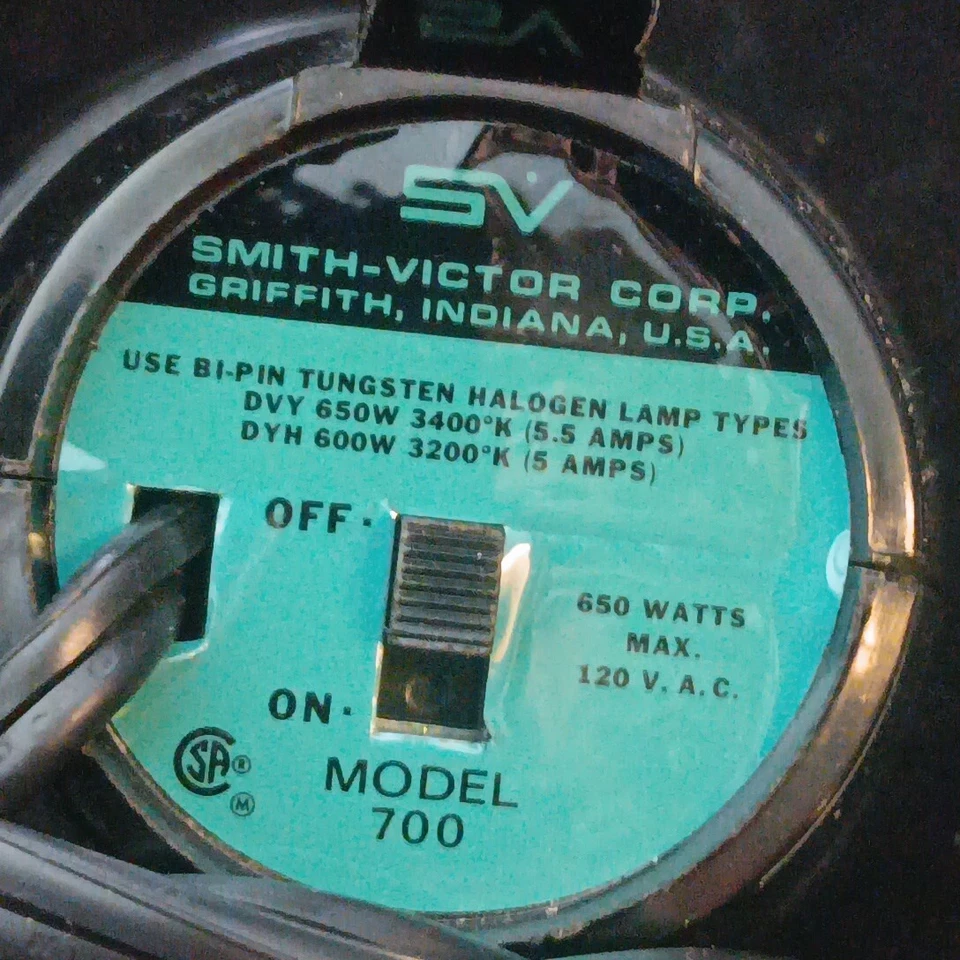 SV
SMITH-VICTOR CORP.
GRIFFITH, INDIANA, U.S.A.
USE BI-PIN TUNGSTEN HALOGEN LAMP TYPES
DVY 650W 3400°K (5.5 AMPS)
DYH 600W 3200°K (5 AMPS)
OFF ·
650 WATTS
MAX.
120 V. A. C.
ON ·
SA ®
M
MODEL
700